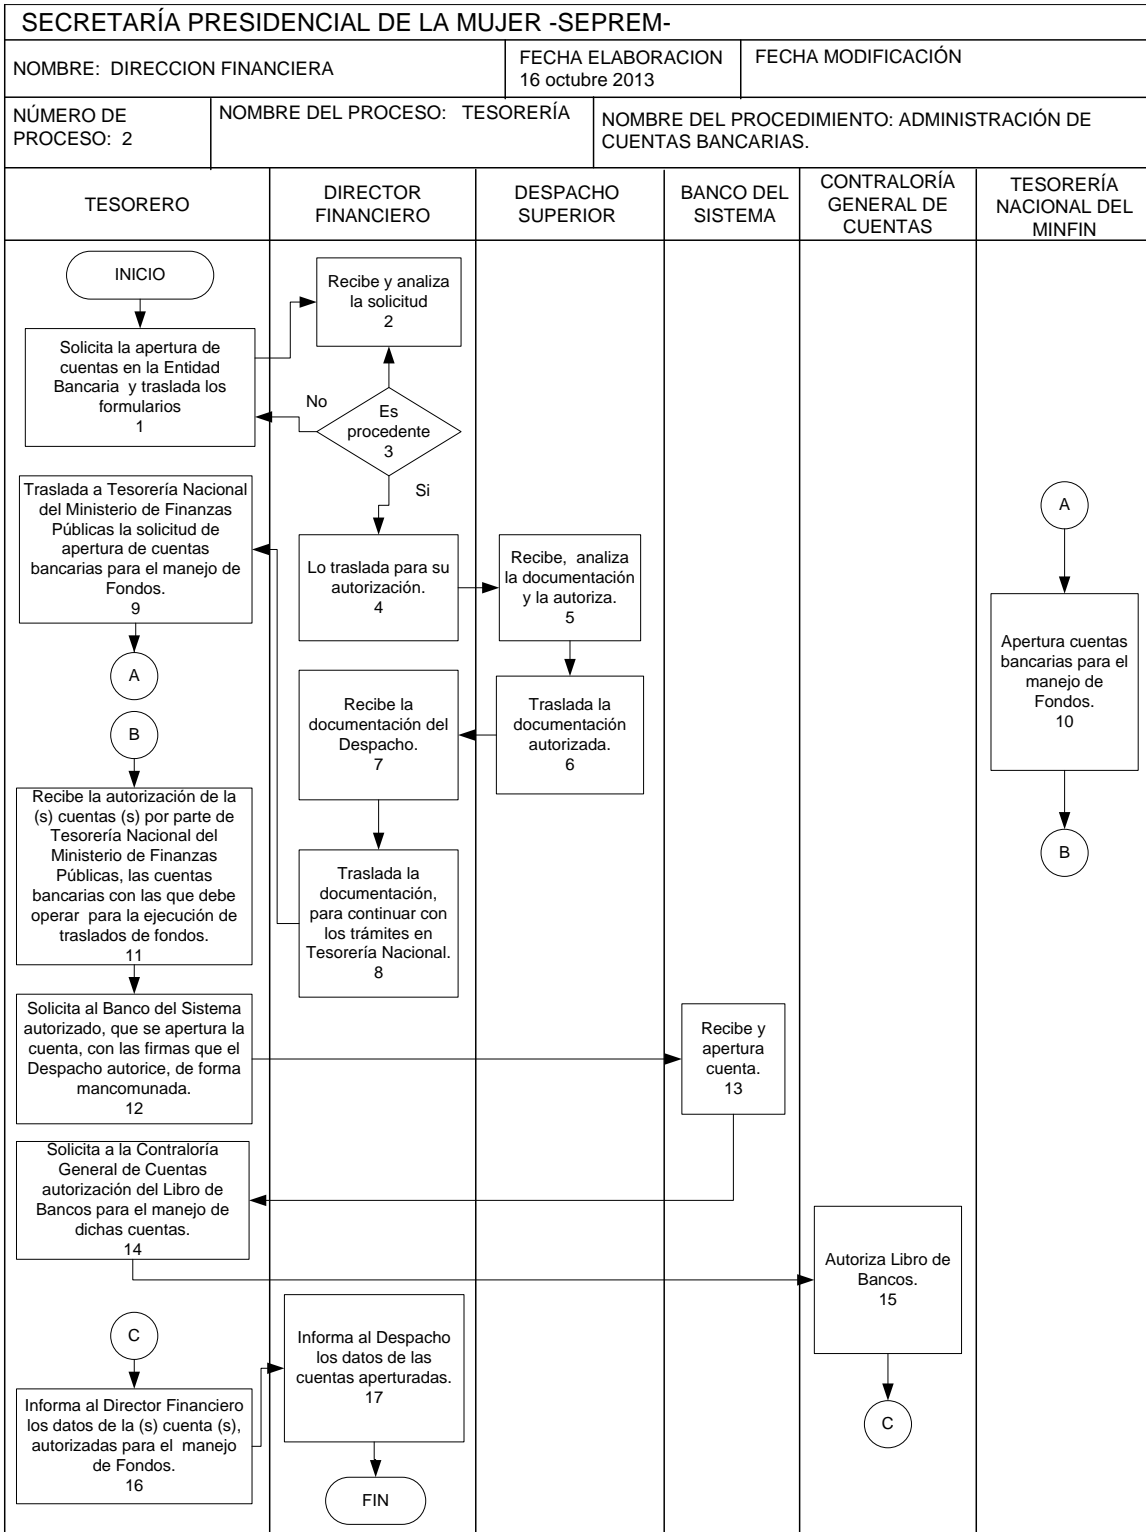 SECRETARÍA PRESIDENCIAL DE LA MUJER -SEPREM-
NOMBRE: DIRECCION FINANCIERA
FECHA ELABORACION
16 octubre 2013
FECHA MODIFICACIÓN
NÚMERO DE
PROCESO: 2
NOMBRE DEL PROCESO: TESORERÍA
NOMBRE DEL PROCEDIMIENTO: ADMINISTRACIÓN DE
CUENTAS BANCARIAS.
TESORERO
DIRECTOR
FINANCIERO
DESPACHO
SUPERIOR
BANCO DEL
SISTEMA
CONTRALORÍA
GENERAL DE
CUENTAS
TESORERÍA
NACIONAL DEL
MINFIN
INICIO
Solicita la apertura de
cuentas en la Entidad
Bancaria y traslada los
formularios
1
Recibe y analiza
la solicitud
2
No
Es
procedente
3
Si
Lo traslada para su
autorización.
4
Recibe, analiza
la documentación
y la autoriza.
5
Traslada la
documentación
autorizada.
6
Recibe la
documentación del
Despacho.
7
Traslada la
documentación,
para continuar con
los trámites en
Tesorería Nacional.
8
Traslada a Tesorería Nacional
del Ministerio de Finanzas
Públicas la solicitud de
apertura de cuentas
bancarias para el manejo de
Fondos.
9
A
A
Apertura cuentas
bancarias para el
manejo de
Fondos.
10
B
B
Recibe la autorización de la
(s) cuentas (s) por parte de
Tesorería Nacional del
Ministerio de Finanzas
Públicas, las cuentas
bancarias con las que debe
operar para la ejecución de
traslados de fondos.
11
Solicita al Banco del Sistema
autorizado, que se apertura la
cuenta, con las firmas que el
Despacho autorice, de forma
mancomunada.
12
Recibe y
apertura
cuenta.
13
Solicita a la Contraloría
General de Cuentas
autorización del Libro de
Bancos para el manejo de
dichas cuentas.
14
Autoriza Libro de
Bancos.
15
C
C
Informa al Director Financiero
los datos de la (s) cuenta (s),
autorizadas para el manejo
de Fondos.
16
Informa al Despacho
los datos de las
cuentas aperturadas.
17
FIN